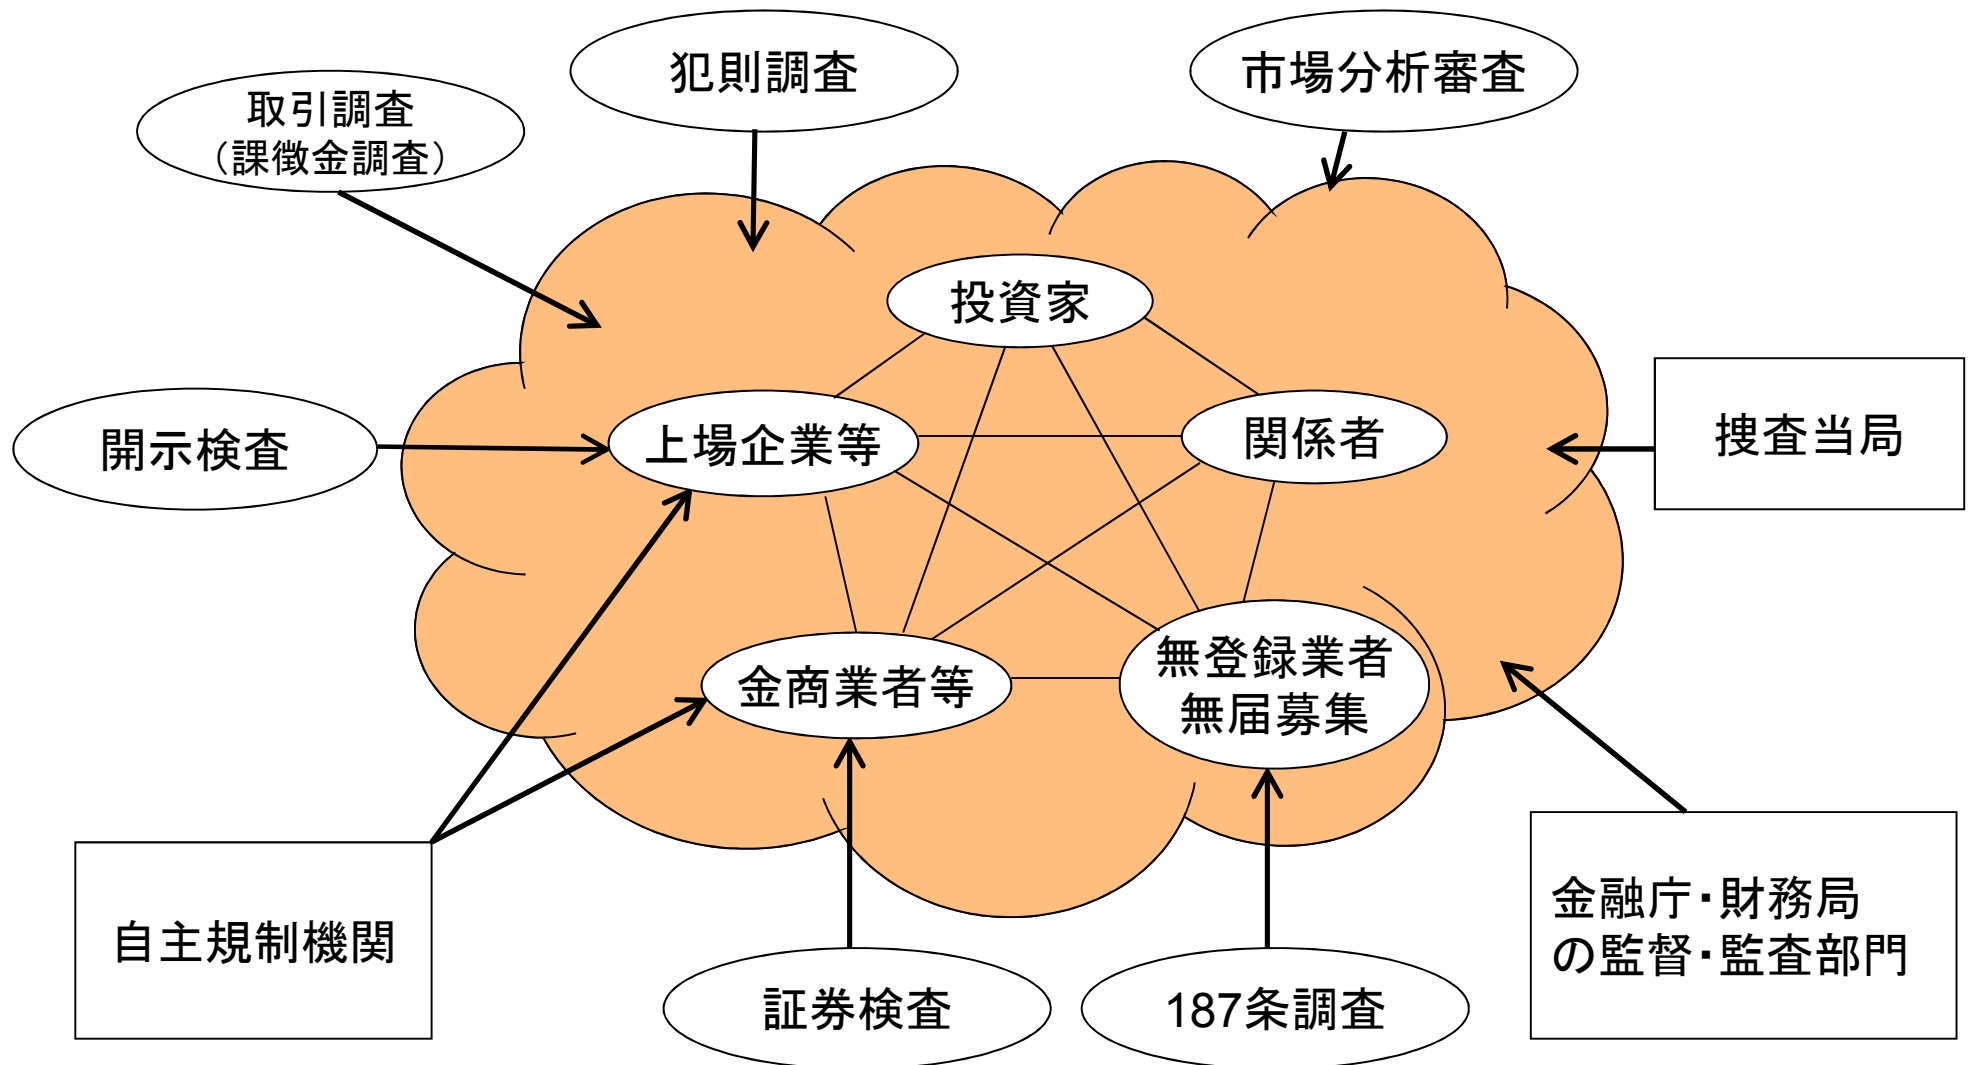 犯則調査
市場分析審査
取引調査
（課徴金調査）
投資家
開示検査
上場企業等
関係者
捜査当局
金商業者等
無登録業者
無届募集
自主規制機関
証券検査
187条調査
金融庁・財務局
の監督・監査部門